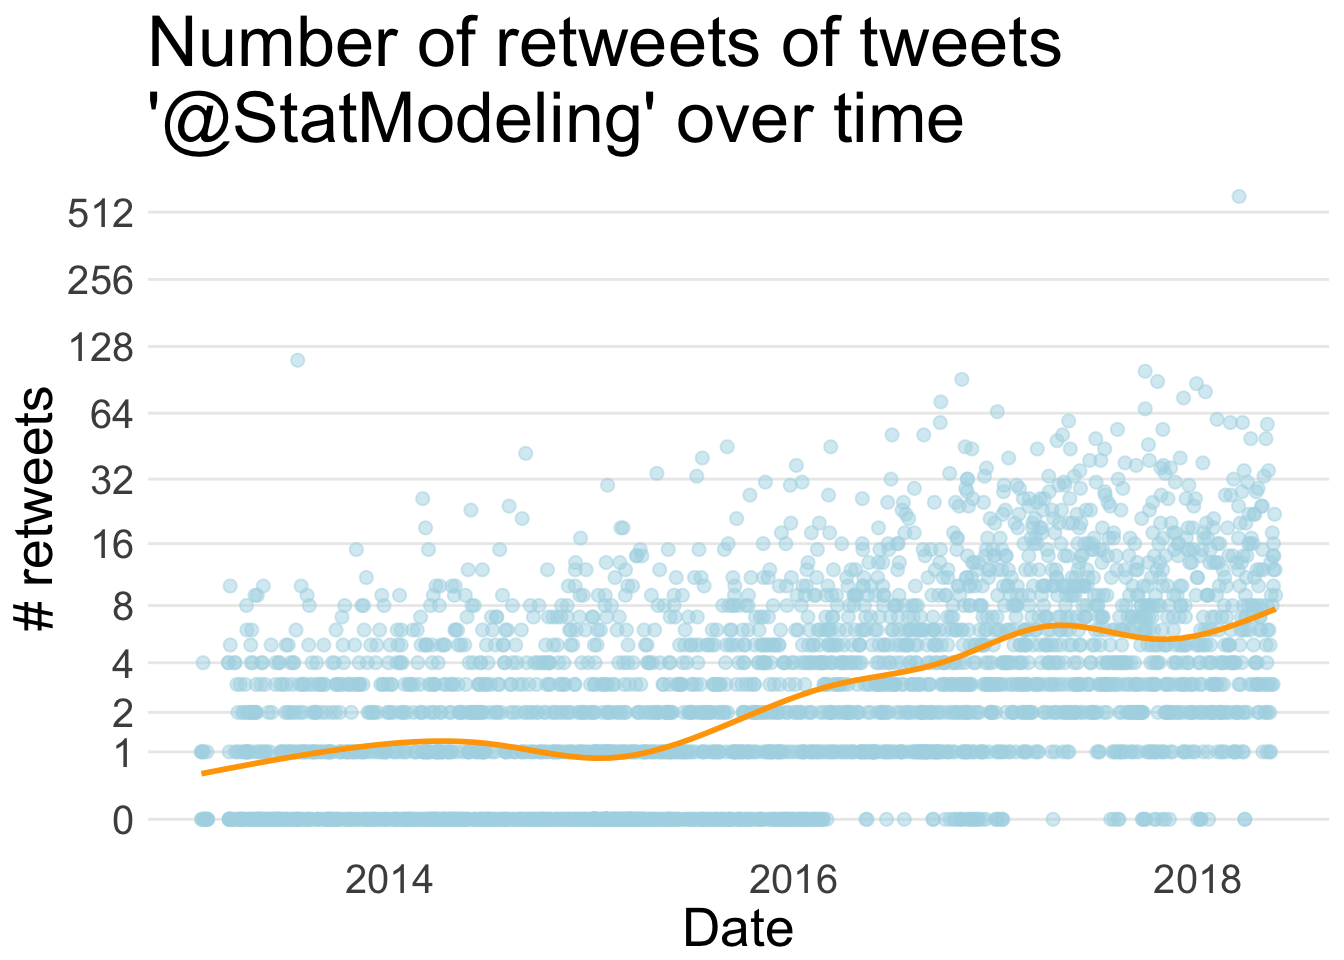 Number of retweets of tweets
'@StatModeling' over time
512
256
128
64
32
16
8
4
2
1
0
# retweets
2014 2016 2018
Date